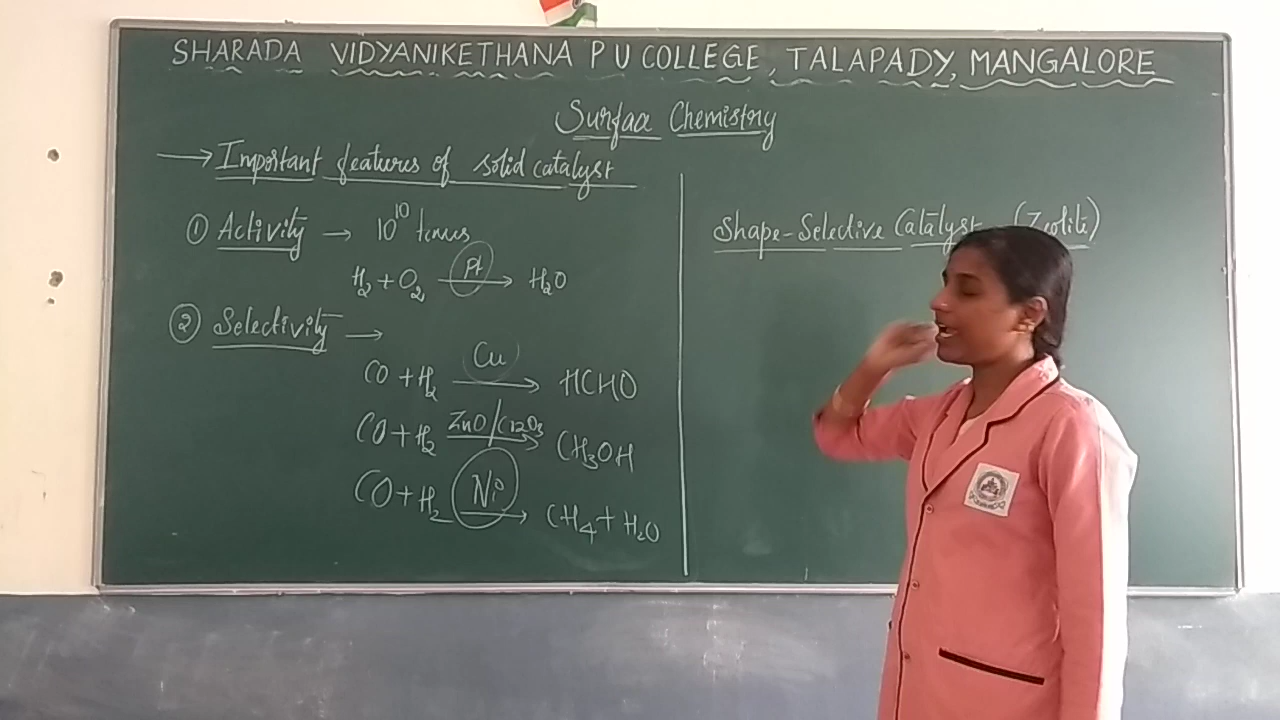 SHARADA VIDYANIKETHANA P U COLLEGE, TALAPADY, MANGALORE
Surface Chemistry
→ Important features of solid catalyst
① Activity → 10¹⁰ times
H₂ + O₂ Pt → H₂O
② Selectivity →
CO + H₂ Cu → HCHO
CO + H₂ ZnO/Cr2O3 → CH₃OH
CO + H₂ Ni → CH₄ + H₂O
Shape-Selective Catalyst (Zeolite)